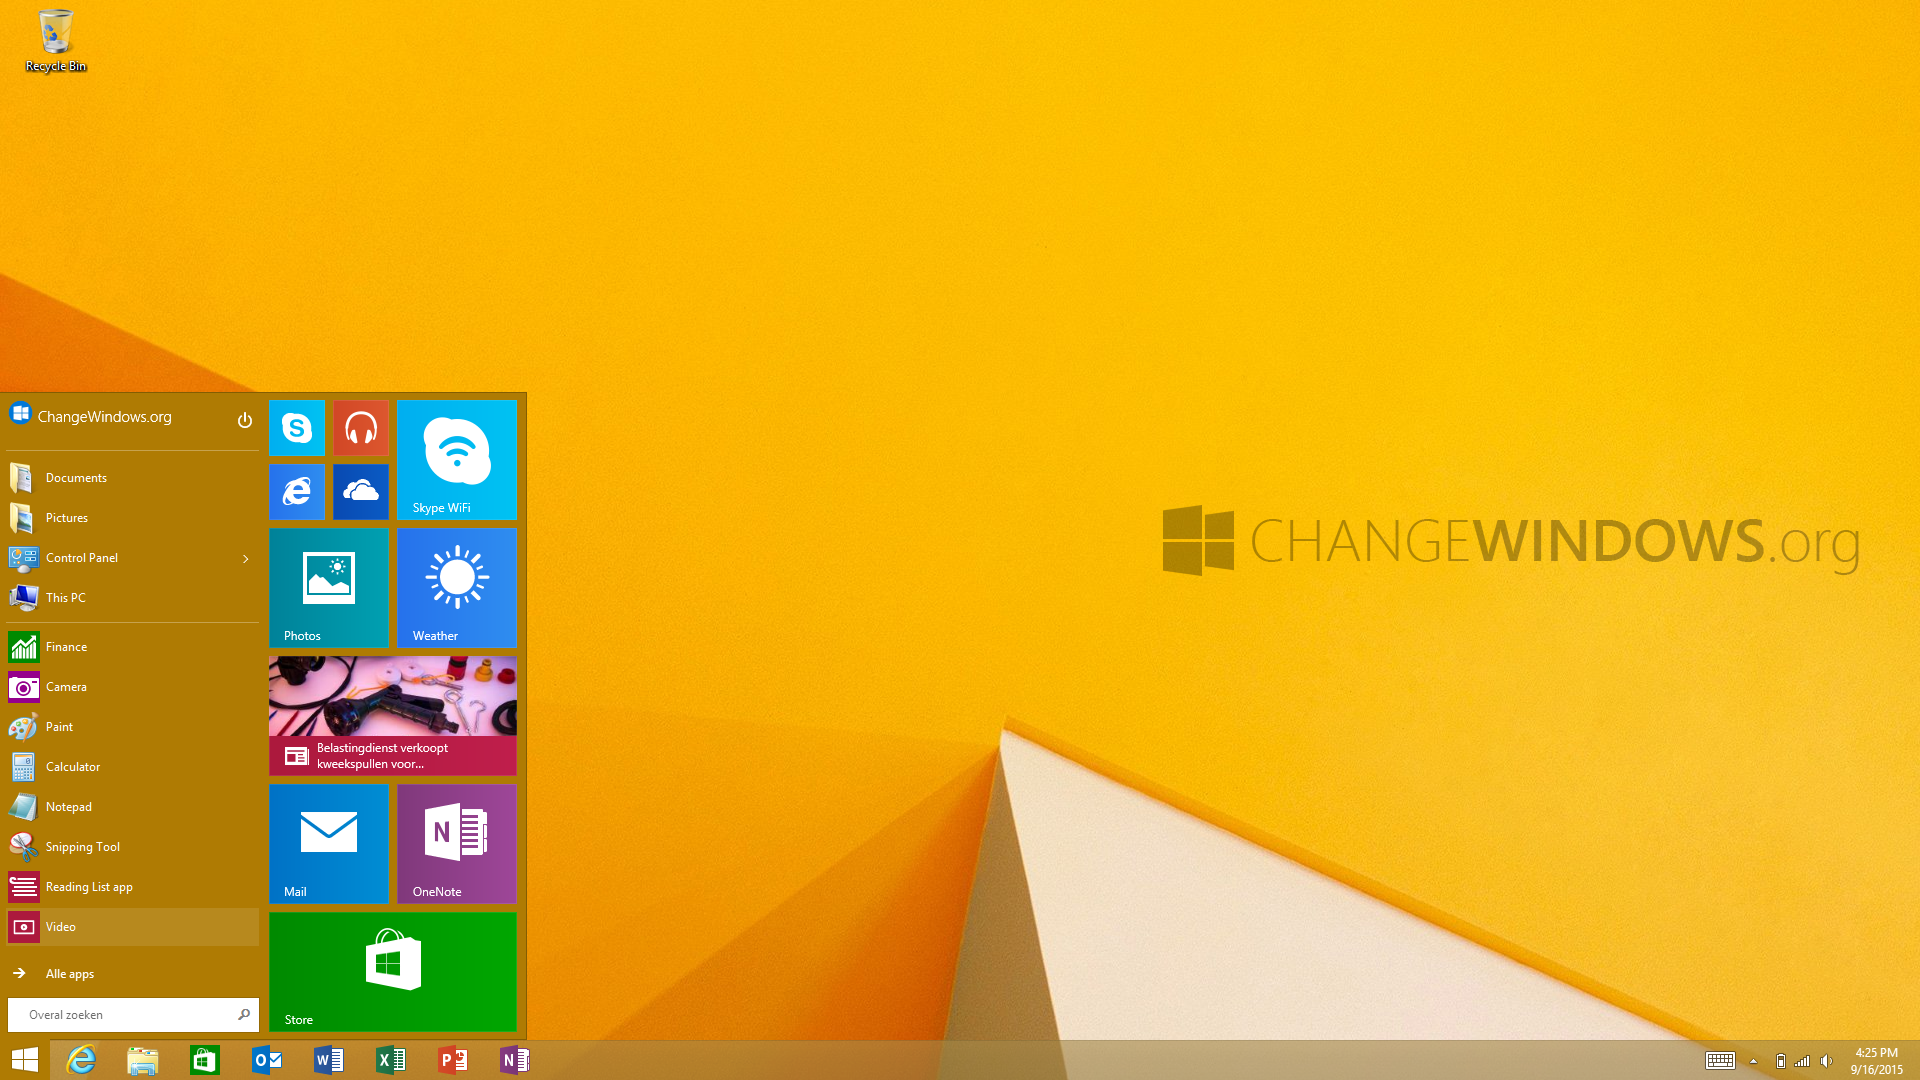 Recycle Bin
ChangeWindows.org
Documents
Pictures
Control Panel
This PC
Finance
Camera
Paint
Calculator
Notepad
Snipping Tool
Reading List app
Video
Alle apps
Overal zoeken
Skype WiFi
Photos
Weather
Belastingdienst verkoopt
kweekspullen voor...
Mail
OneNote
Store
CHANGEWINDOWS.org
4:25 PM
9/16/2015